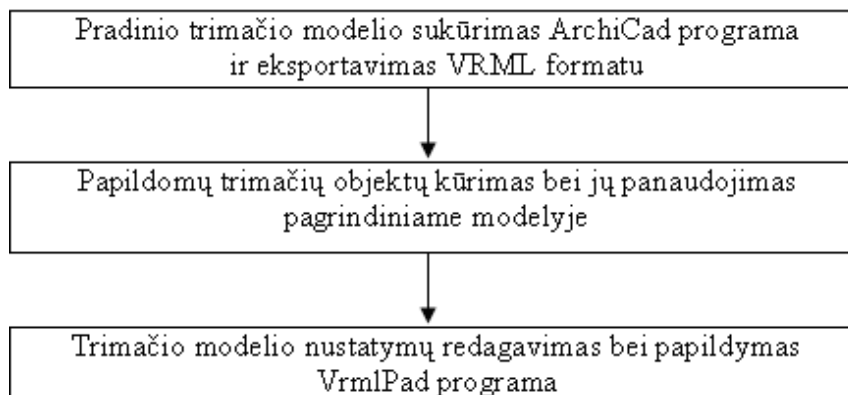 Pradinio trimačio modelio sukūrimas ArchiCad programa
ir eksportavimas VRML formatu
Papildomų trimačių objektų kūrimas bei jų panaudojimas
pagrindiniame modelyje
Trimačio modelio nustatymų redagavimas bei papildymas
VrmlPad programa